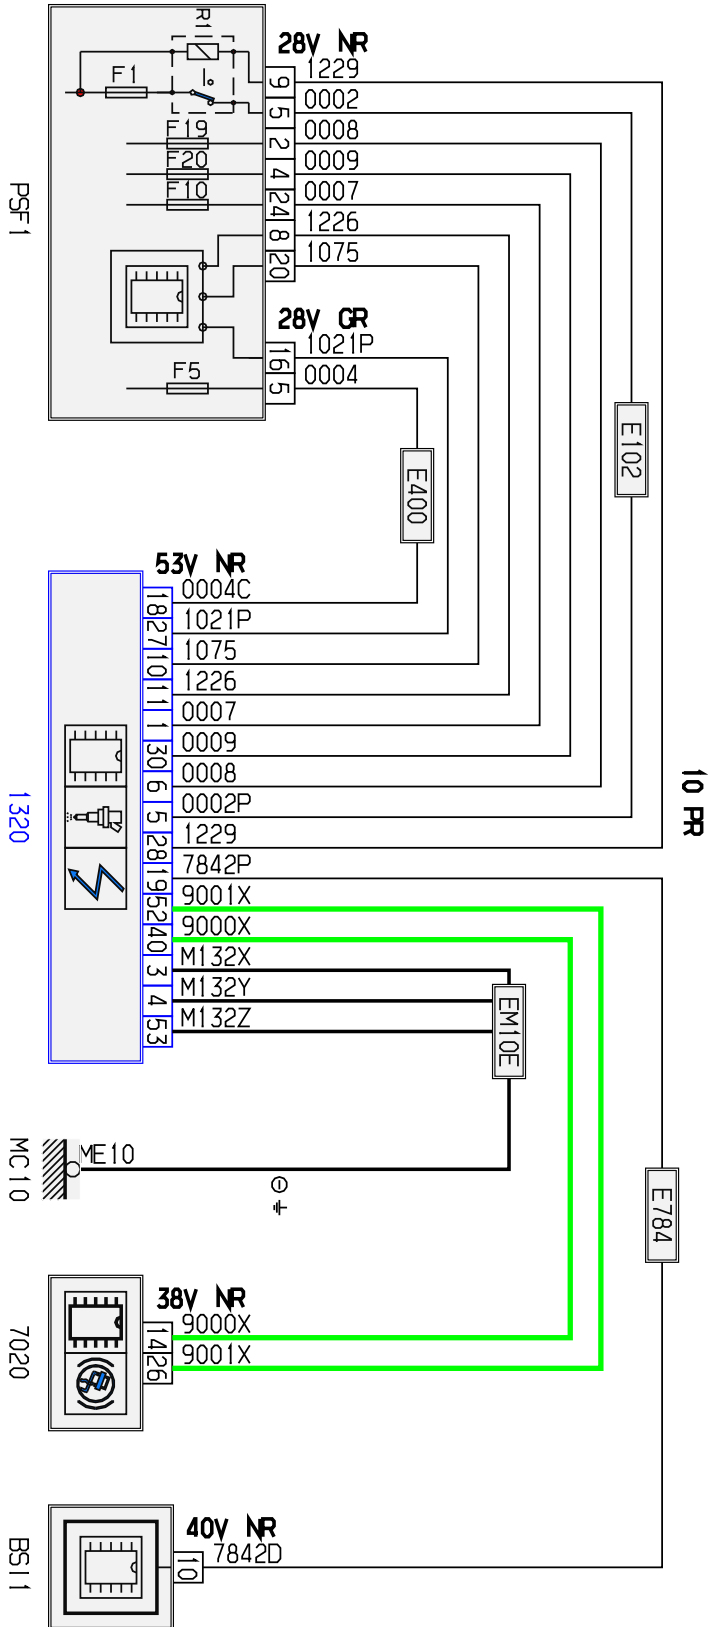 R1
28V NR
1229
F1
9
0002
5
0008
F19
2
0009
F20
4
0007
F10
24
1226
8
1075
20
PSF1
28V GR
1021P
16
0004
F5
5
E102
E400
53V NR
0004C
18
1021P
27
1075
10
1226
11
0007
1
0009
30
0008
6
0002P
5
1229
28
7842P
19
9001X
52
9000X
40
M132X
3
M132Y
4
M132Z
53
1320
10 PR
EM10E
ME10
MC10
E784
38V NR
9000X
14
9001X
26
7020
40V NR
7842D
10
BSI1